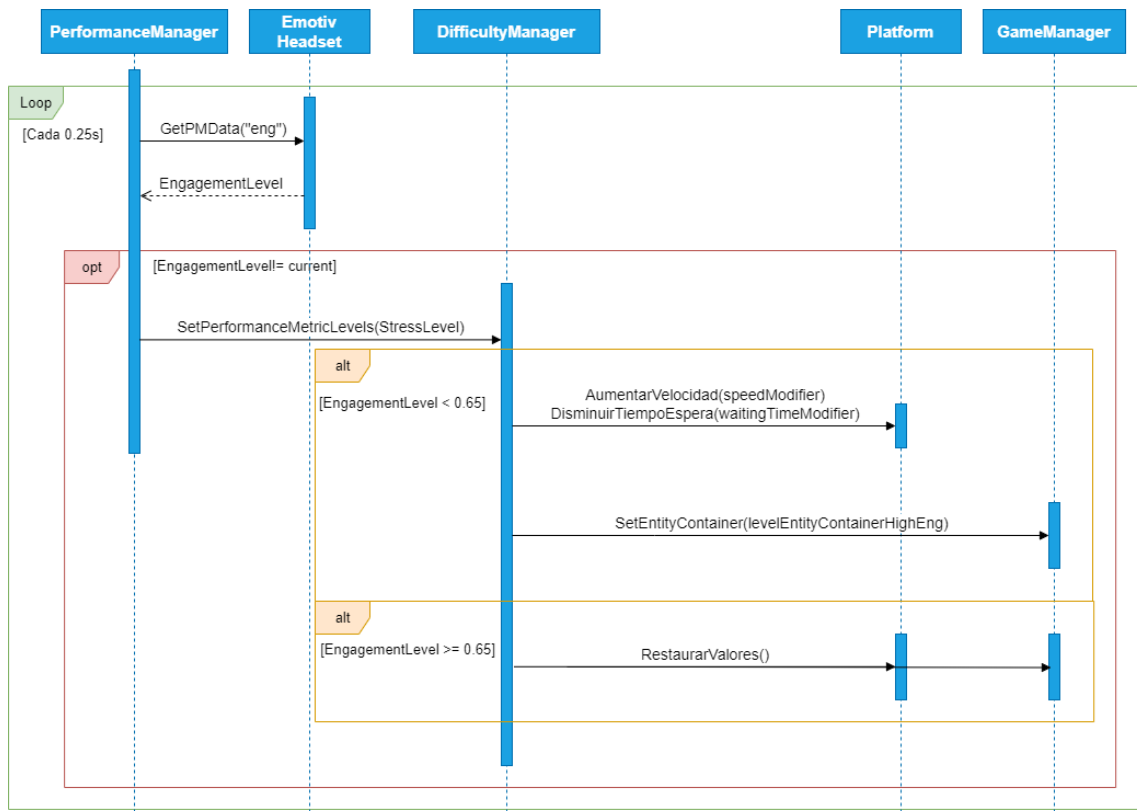 PerformanceManager
Emotiv
Headset
DifficultyManager
Platform
GameManager
Loop
[Cada 0.25s]
GetPMData("eng")
EngagementLevel
opt
[EngagementLevel!= current]
SetPerformanceMetricLevels(StressLevel)
alt
[EngagementLevel < 0.65]
AumentarVelocidad(speedModifier)
DisminuirTiempoEspera(waitingTimeModifier)
SetEntityContainer(levelEntityContainerHighEng)
alt
[EngagementLevel >= 0.65]
RestaurarValores()